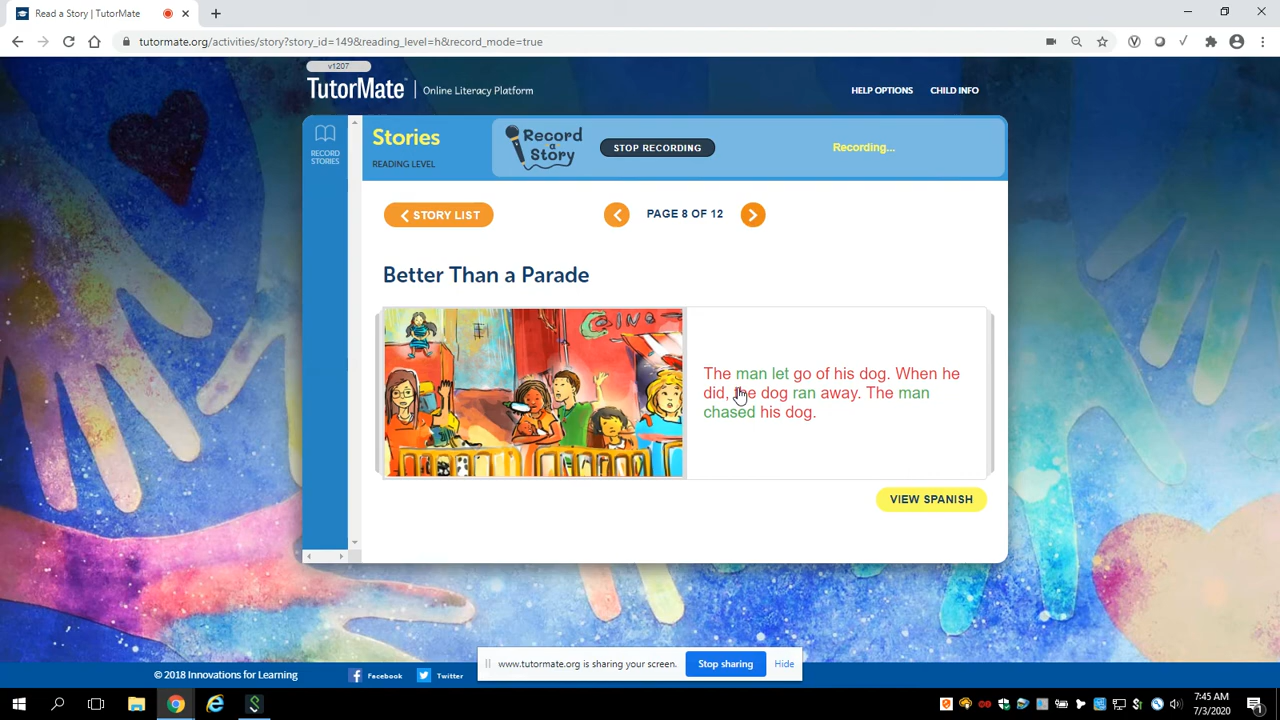 Read a Story | TutorMate
tutormate.org/activities/story?story_id=149&reading_level=h&record_mode=true
v1207
TutorMate Online Literacy Platform
HELP OPTIONS CHILD INFO
RECORD STORIES
Stories
READING LEVEL
Record a Story
STOP RECORDING
Recording...
STORY LIST
PAGE 8 OF 12
Better Than a Parade
The man let go of his dog. When he
did, the dog ran away. The man
chased his dog.
VIEW SPANISH
www.tutormate.org is sharing your screen. Stop sharing Hide
© 2018 Innovations for Learning Facebook Twitter
7:45 AM
7/3/2020